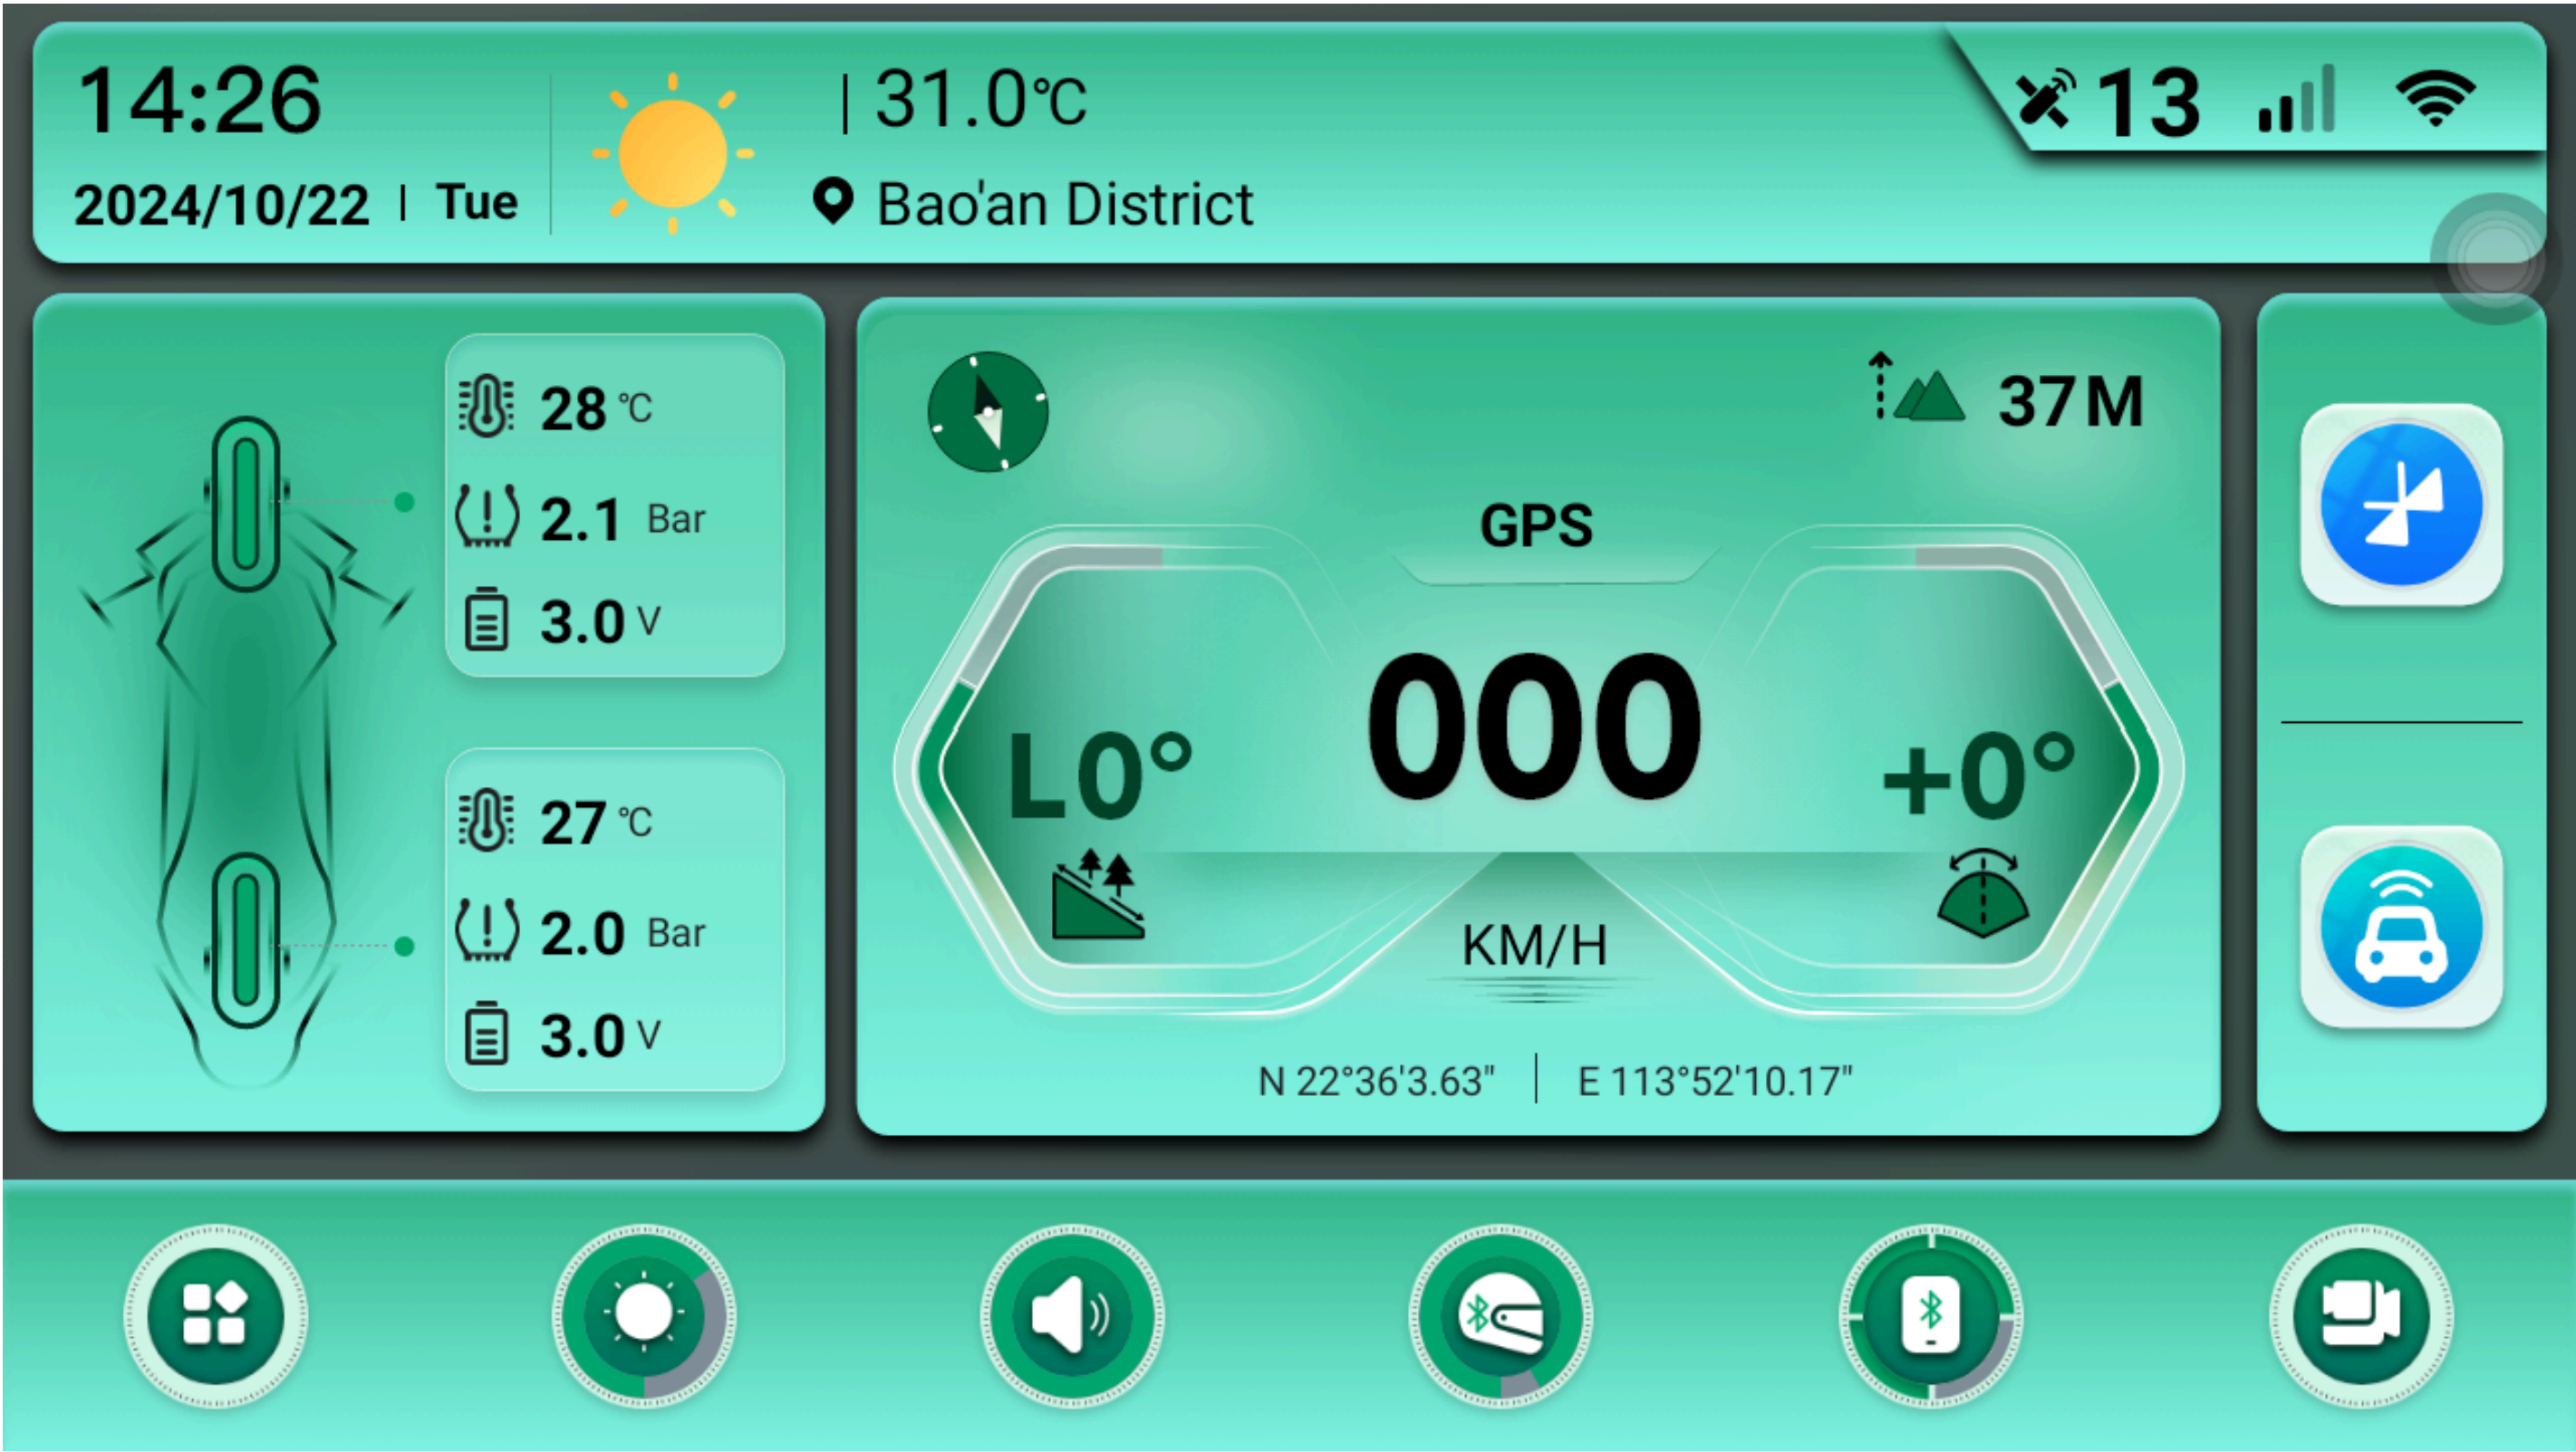 14:26
2024/10/22 | Tue
| 31.0°C
Bao'an District
13
28 °C
2.1 Bar
3.0 V
27 °C
2.0 Bar
3.0 V
37M
GPS
000
L0°
+0°
KM/H
N 22°36'3.63" | E 113°52'10.17"